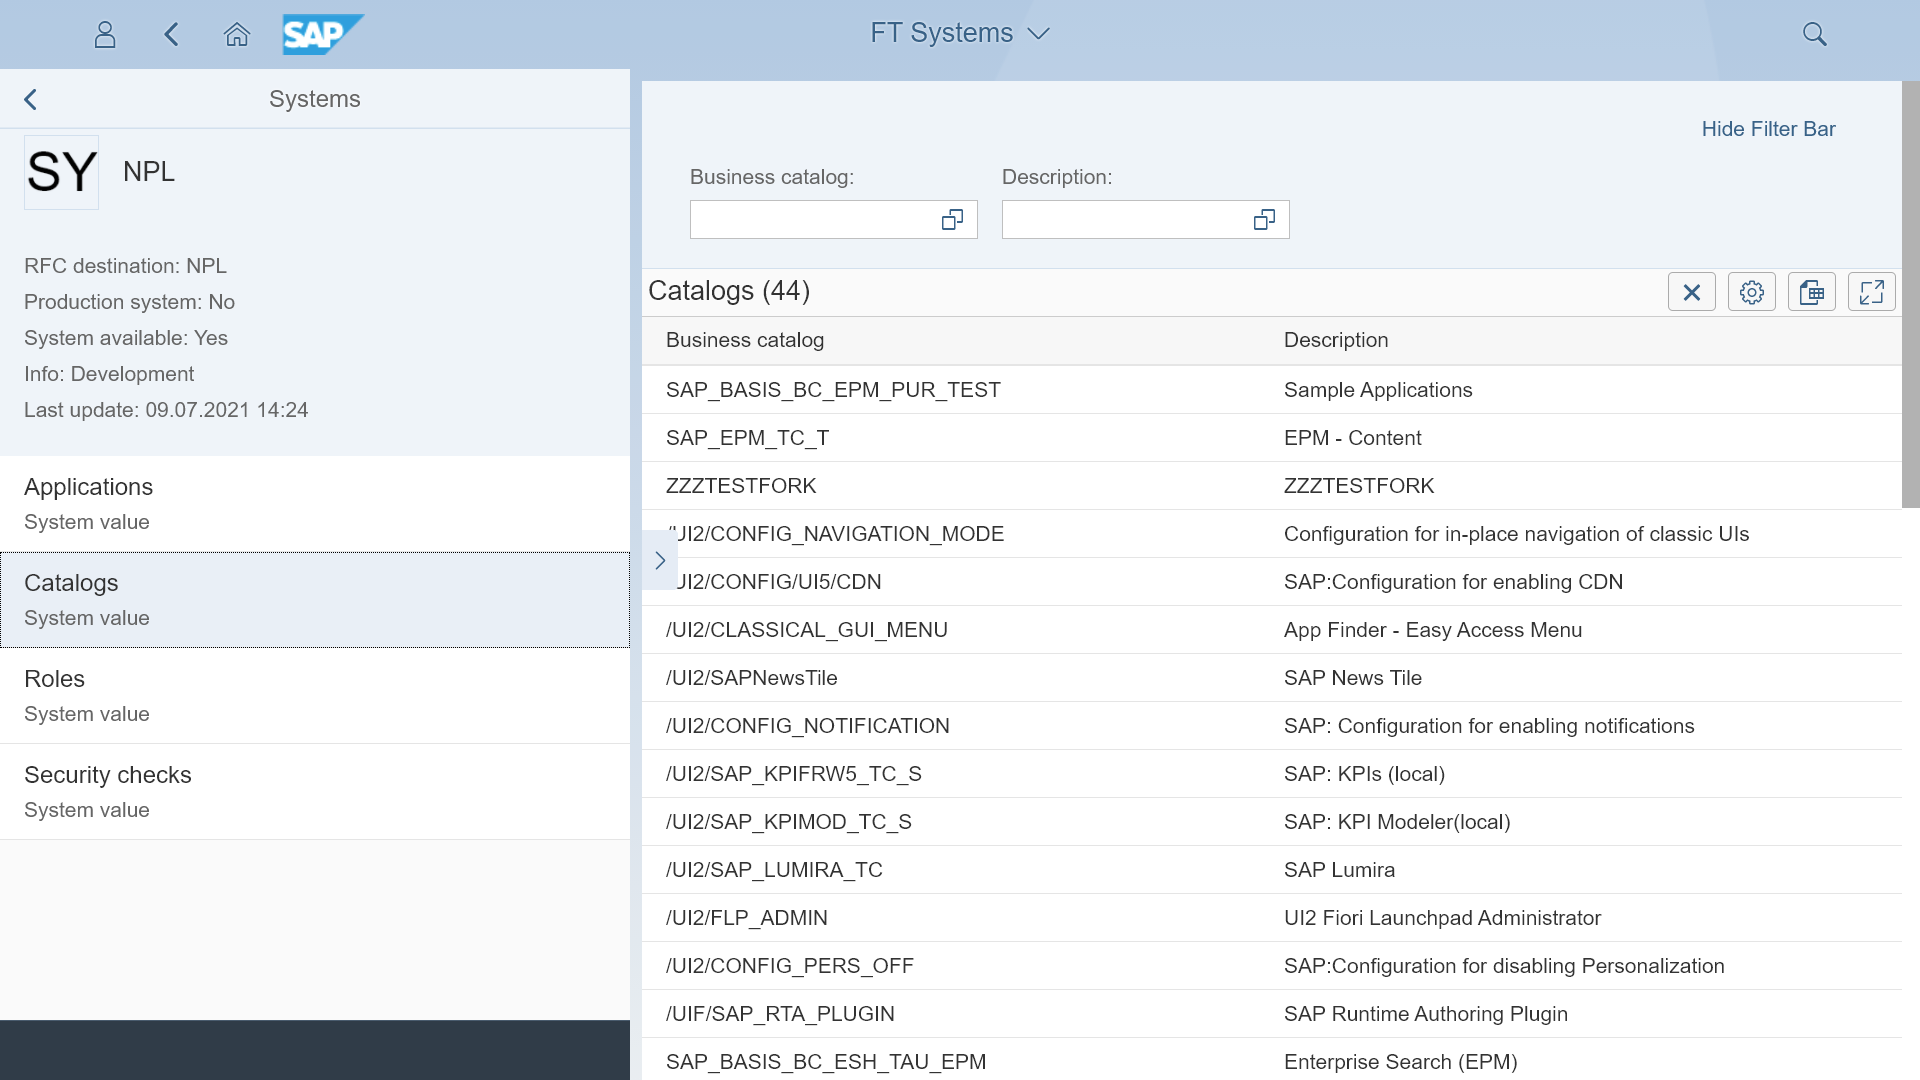 SAP
FT Systems
Systems
SY
NPL
RFC destination: NPL
Production system: No
System available: Yes
Info: Development
Last update: 09.07.2021 14:24
Applications
System value
Catalogs
System value
Roles
System value
Security checks
System value
Hide Filter Bar
Business catalog:
Description:
Catalogs (44)
Business catalog Description
SAP_BASIS_BC_EPM_PUR_TEST Sample Applications
SAP_EPM_TC_T EPM - Content
ZZZTESTFORK ZZZTESTFORK
/UI2/CONFIG_NAVIGATION_MODE Configuration for in-place navigation of classic UIs
UI2/CONFIG/UI5/CDN SAP:Configuration for enabling CDN
/UI2/CLASSICAL_GUI_MENU App Finder - Easy Access Menu
/UI2/SAPNewsTile SAP News Tile
/UI2/CONFIG_NOTIFICATION SAP: Configuration for enabling notifications
/UI2/SAP_KPIFRW5_TC_S SAP: KPIs (local)
/UI2/SAP_KPIMOD_TC_S SAP: KPI Modeler(local)
/UI2/SAP_LUMIRA_TC SAP Lumira
/UI2/FLP_ADMIN UI2 Fiori Launchpad Administrator
/UI2/CONFIG_PERS_OFF SAP:Configuration for disabling Personalization
/UIF/SAP_RTA_PLUGIN SAP Runtime Authoring Plugin
SAP_BASIS_BC_ESH_TAU_EPM Enterprise Search (EPM)